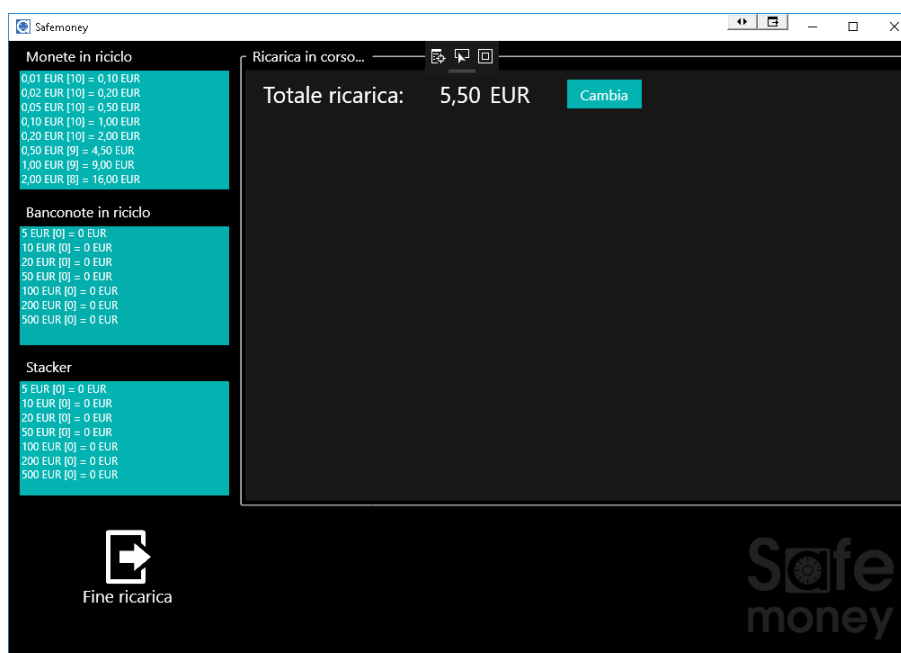 Safemoney
Monete in riciclo
0,01 EUR [10] = 0,10 EUR
0,02 EUR [10] = 0,20 EUR
0,05 EUR [10] = 0,50 EUR
0,10 EUR [10] = 1,00 EUR
0,20 EUR [10] = 2,00 EUR
0,50 EUR [9] = 4,50 EUR
1,00 EUR [9] = 9,00 EUR
2,00 EUR [8] = 16,00 EUR
Banconote in riciclo
5 EUR [0] = 0 EUR
10 EUR [0] = 0 EUR
20 EUR [0] = 0 EUR
50 EUR [0] = 0 EUR
100 EUR [0] = 0 EUR
200 EUR [0] = 0 EUR
500 EUR [0] = 0 EUR
Stacker
5 EUR [0] = 0 EUR
10 EUR [0] = 0 EUR
20 EUR [0] = 0 EUR
50 EUR [0] = 0 EUR
100 EUR [0] = 0 EUR
200 EUR [0] = 0 EUR
500 EUR [0] = 0 EUR
Fine ricarica
Ricarica in corso...
Totale ricarica: 5,50 EUR Cambia
Safe
money